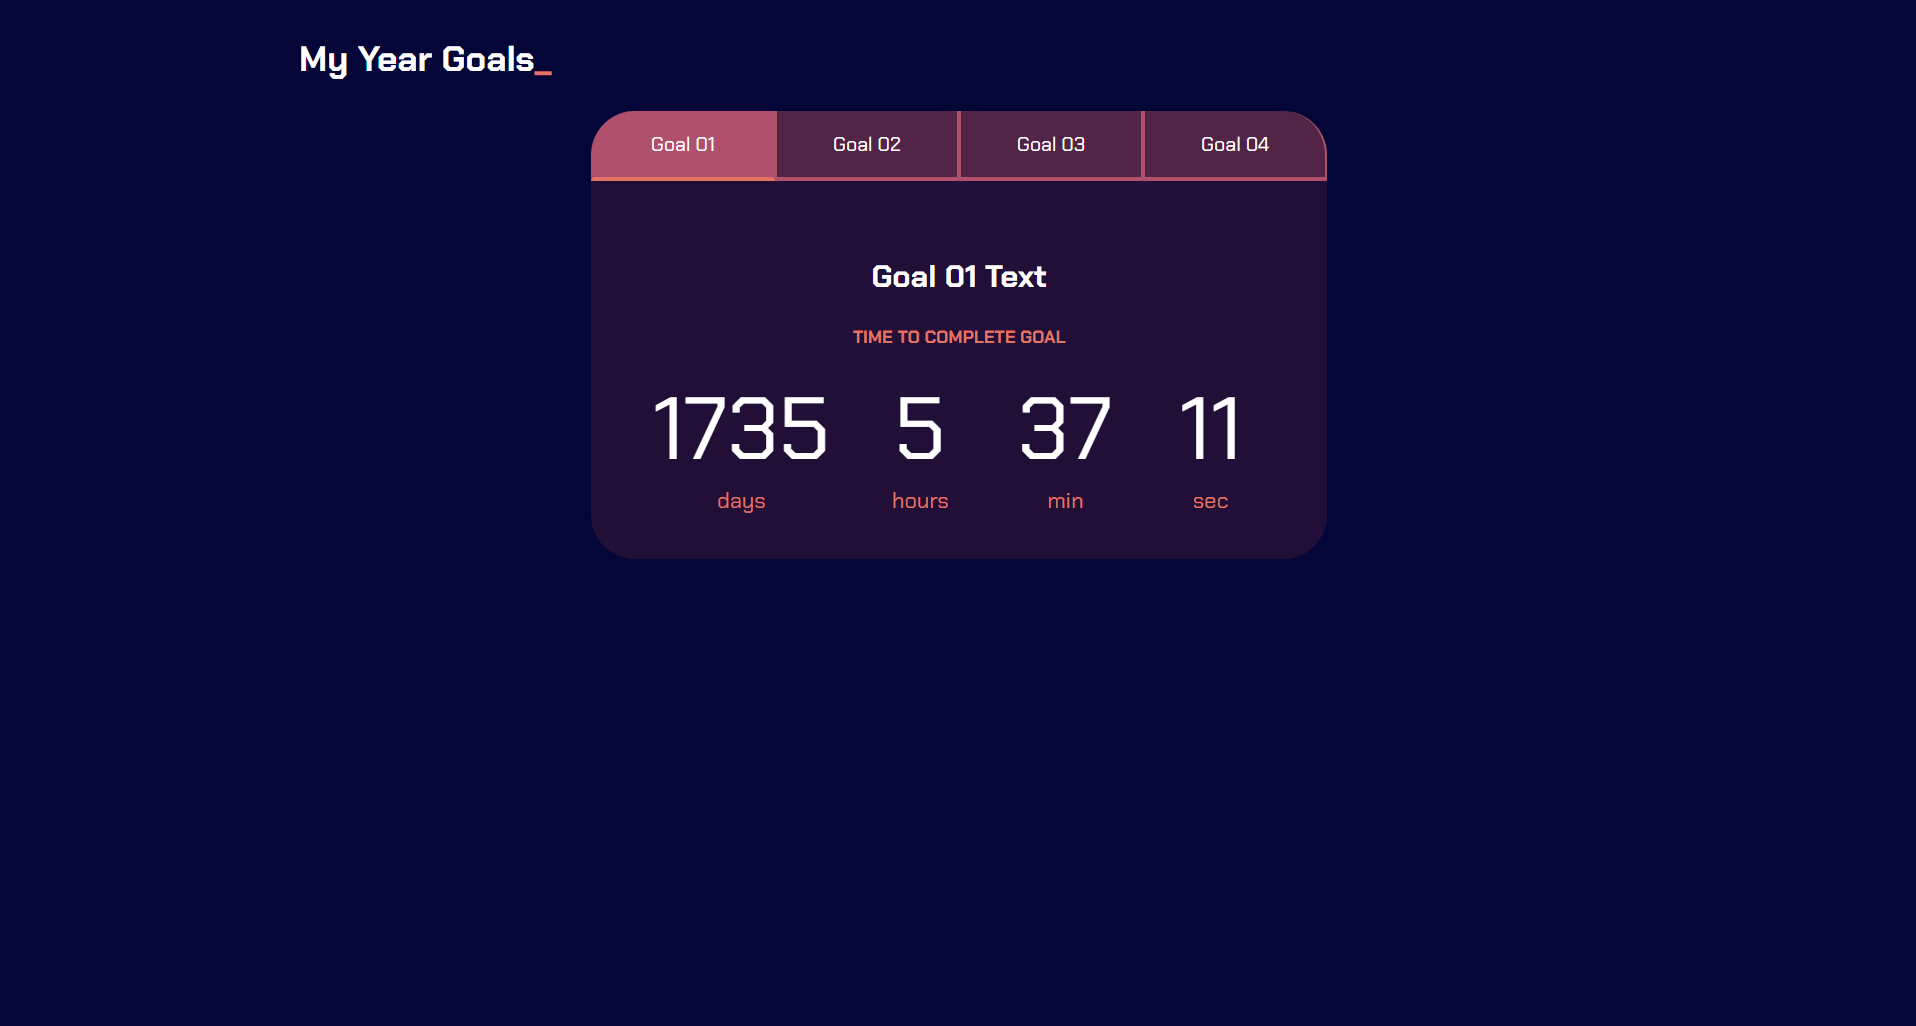 My Year Goals_
Goal 01 Goal 02 Goal 03 Goal 04
Goal 01 Text
TIME TO COMPLETE GOAL
1735 5 37 11
days hours min sec